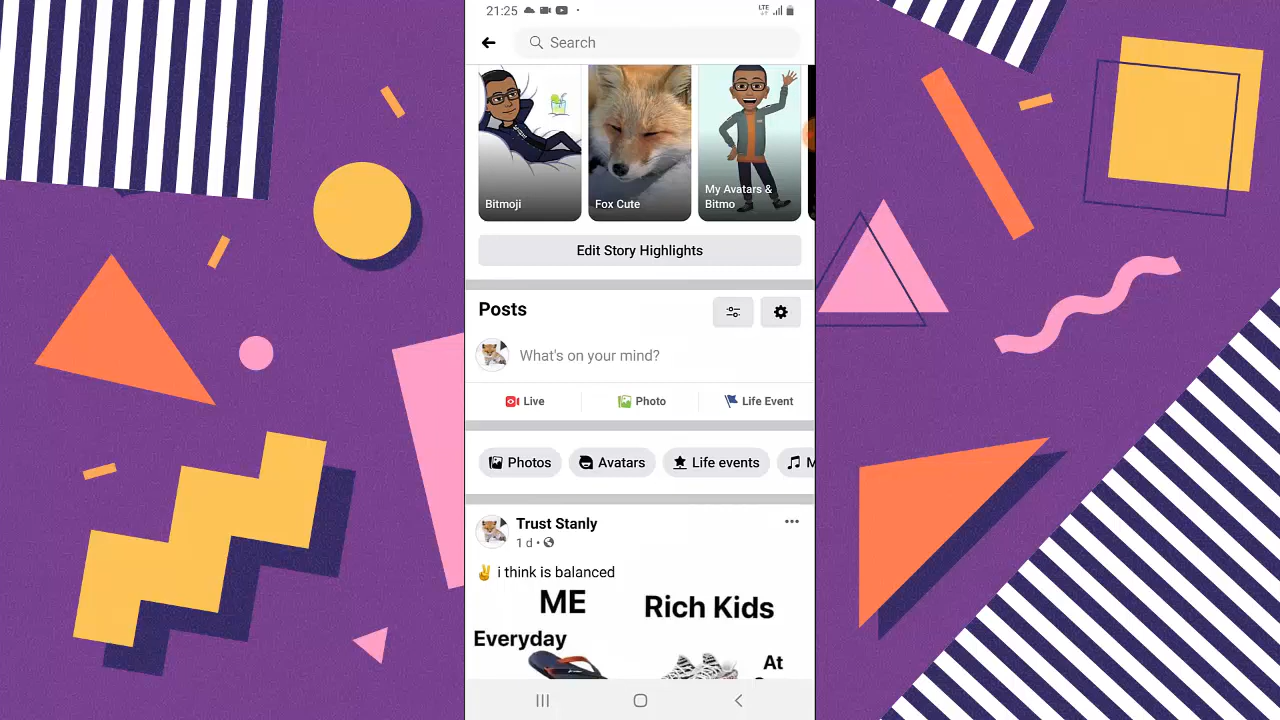 21:25
LTE
Search
Bitmoji
Fox Cute
My Avatars &
Bitmo
Edit Story Highlights
Posts
What's on your mind?
Live
Photo
Life Event
Photos
Avatars
Life events
M
Trust Stanly
1 d •
✌ i think is balanced
ME
Rich Kids
Everyday
At